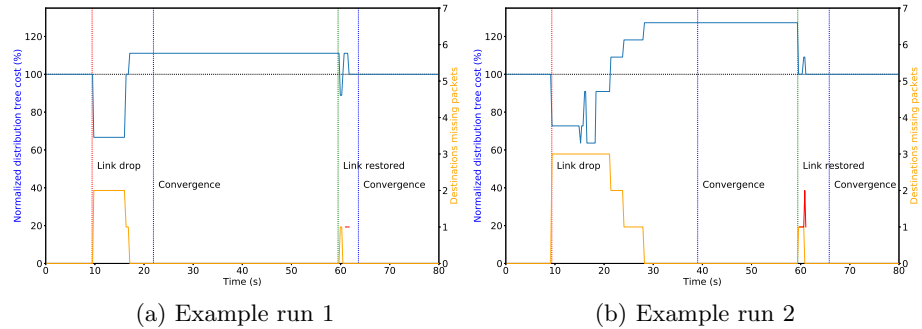 Normalized distribution tree cost (%)
120
100
80
60
40
20
0
7
6
5
4
3
2
1
0
Destinations missing packets
Link drop
Convergence
Link restored
Convergence
0 10 20 30 40 50 60 70 80
Time (s)
(a) Example run 1
Normalized distribution tree cost (%)
120
100
80
60
40
20
0
7
6
5
4
3
2
1
0
Destinations missing packets
Link drop
Convergence
Link restored
Convergence
0 10 20 30 40 50 60 70 80
Time (s)
(b) Example run 2